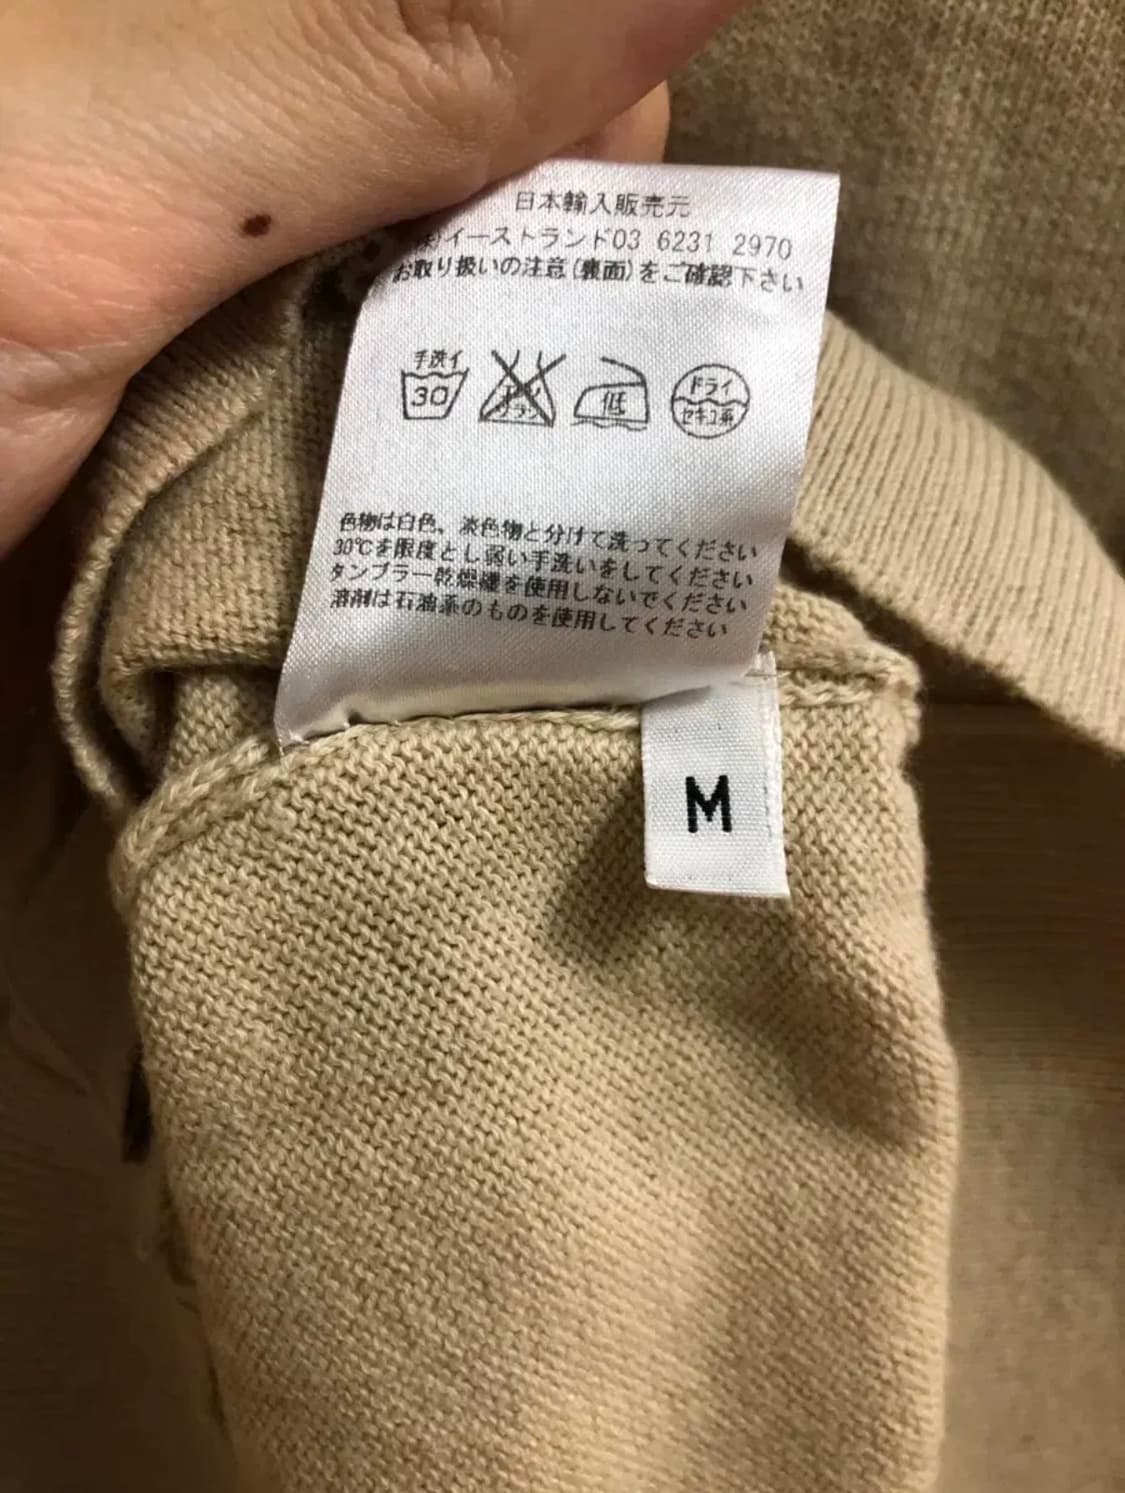 日本輸入販売元
(株)イーストランド03 6231 2970
お取り扱いの注意(裏面)をご確認下さい
手洗イ
30
低
ドライ
セキユ系
色物は白色、淡色物と分けて洗ってください
30℃を限度とし弱い手洗いをしてください
タンブラー乾燥機を使用しないでください
溶剤は石油系のものを使用してください
M